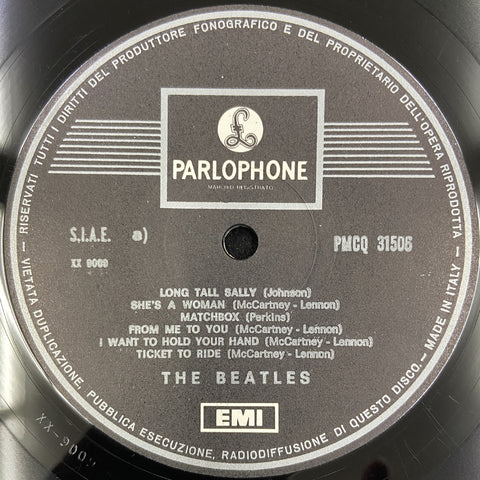 RISERVATI TUTTI I DIRITTI DEL PRODUTTORE FONOGRAFICO E DEL PROPRIETARIO DELL'OPERA RIPRODOTTA
£
PARLOPHONE
MARCHIO REGISTRATO
S.I.A.E. a)
PMCQ 31506
XX 9009
LONG TALL SALLY (Johnson)
SHE'S A WOMAN (McCartney - Lennon)
MATCHBOX (Perkins)
FROM ME TO YOU (McCartney - Lennon)
I WANT TO HOLD YOUR HAND (McCartney - Lennon)
TICKET TO RIDE (McCartney - Lennon)
THE BEATLES
EMI
- VIETATA DUPLICAZIONE, PUBBLICA ESECUZIONE, RADIODIFFUSIONE DI QUESTO DISCO. - MADE IN ITALY -
XX-9009